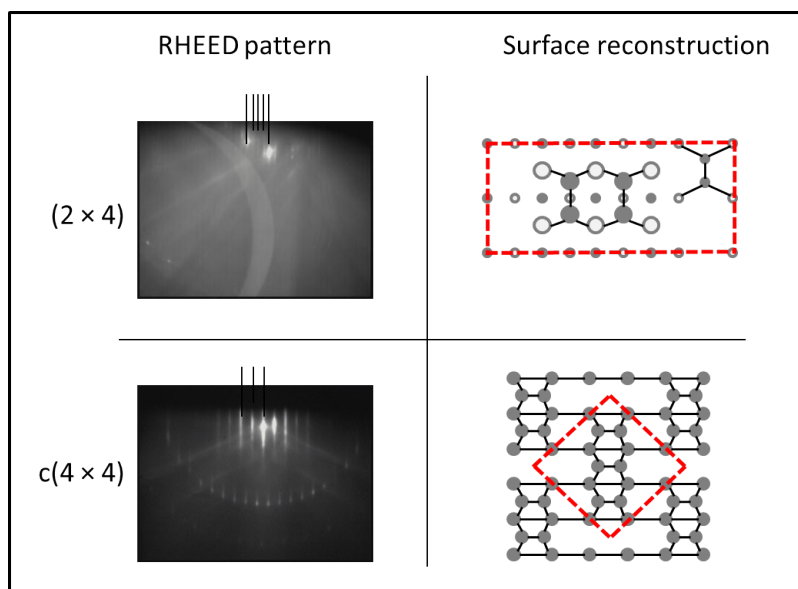 RHEED pattern
Surface reconstruction
(2 × 4)
c(4 × 4)